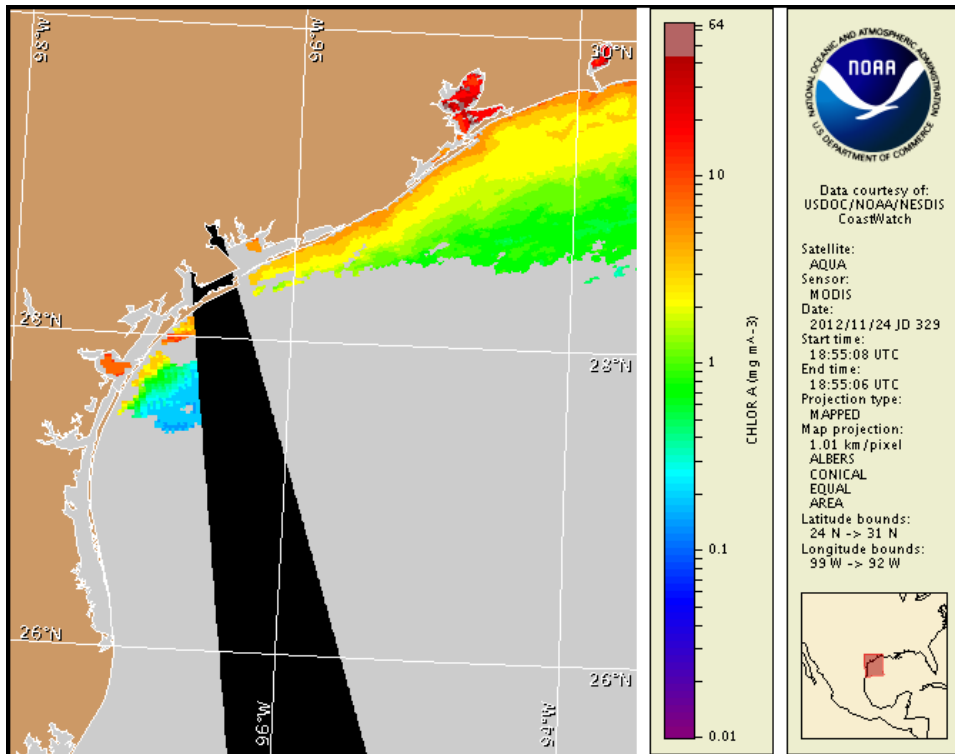 98°W
96°W
30°N
28°N
28°N
26°N
26°N
96°W
94°W
64
10
1
0.1
0.01
CHLOR A (mg m^-3)
NATIONAL OCEANIC AND ATMOSPHERIC ADMINISTRATION
NOAA
U.S. DEPARTMENT OF COMMERCE
Data courtesy of:
USDOC/NOAA/NESDIS
CoastWatch
Satellite:
AQUA
Sensor:
MODIS
Date:
2012/11/24 JD 329
Start time:
18:55:08 UTC
End time:
18:55:06 UTC
Projection type:
MAPPED
Map projection:
1.01 km/pixel
ALBERS
CONICAL
EQUAL
AREA
Latitude bounds:
24 N -> 31 N
Longitude bounds:
99 W -> 92 W